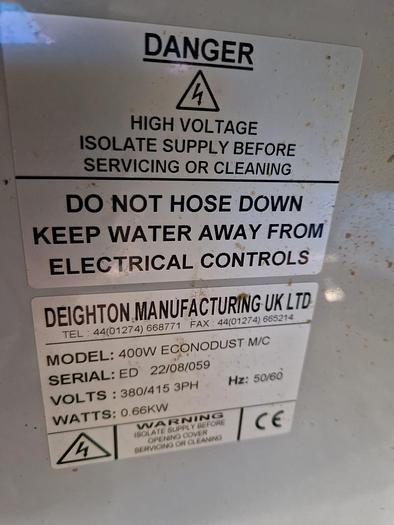 DANGER
HIGH VOLTAGE
ISOLATE SUPPLY BEFORE
SERVICING OR CLEANING
DO NOT HOSE DOWN
KEEP WATER AWAY FROM
ELECTRICAL CONTROLS
DEIGHTON MANUFACTURING UK LTD
TEL : 44(01274) 668771 FAX : 44(01274) 665214
MODEL: 400W ECONODUST M/C
SERIAL: ED 22/08/059
VOLTS : 380/415 3PH Hz: 50/60
WATTS: 0.66KW
WARNING
ISOLATE SUPPLY BEFORE
OPENING COVER
SERVICING OR CLEANING
CE